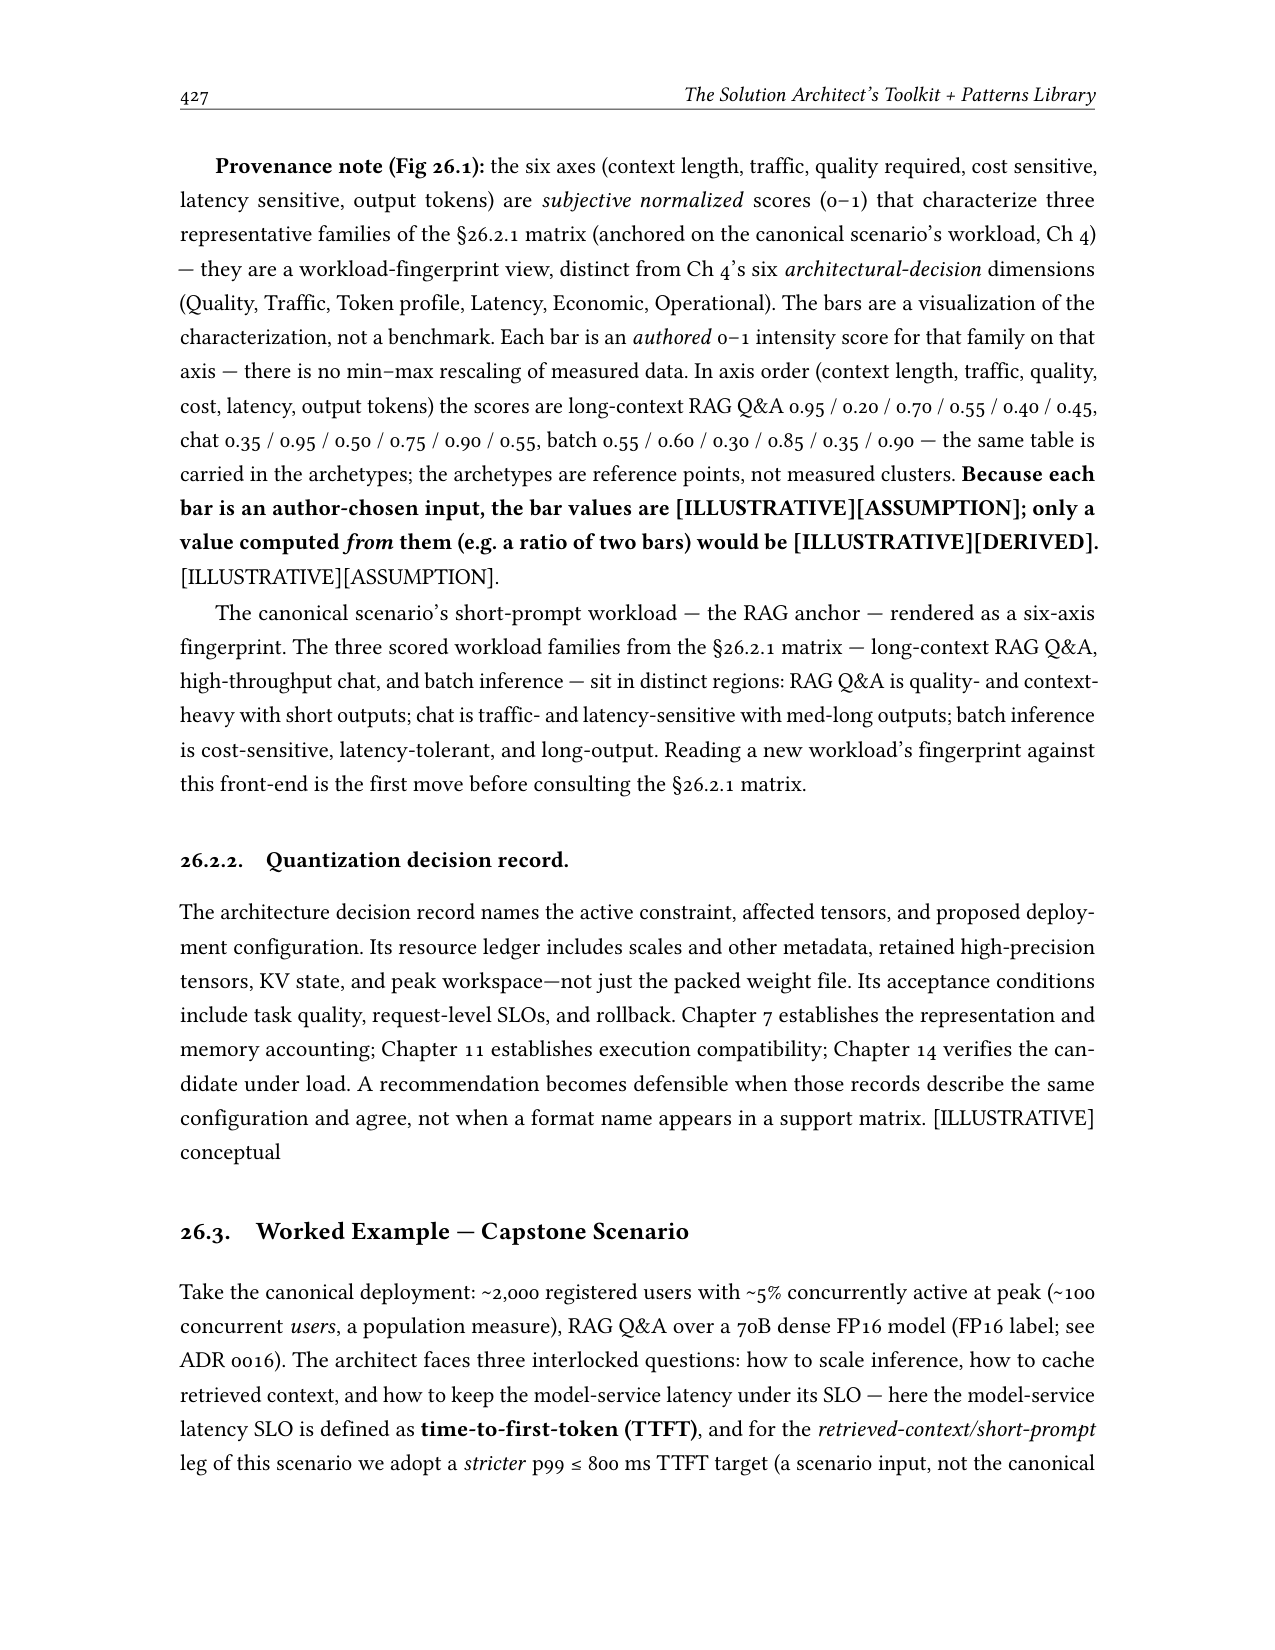 427 The Solution Architect's Toolkit + Patterns Library
Provenance note (Fig 26.1): the six axes (context length, traffic, quality required, cost sensitive,
latency sensitive, output tokens) are subjective normalized scores (0–1) that characterize three
representative families of the §26.2.1 matrix (anchored on the canonical scenario's workload, Ch 4)
— they are a workload-fingerprint view, distinct from Ch 4's six architectural-decision dimensions
(Quality, Traffic, Token profile, Latency, Economic, Operational). The bars are a visualization of the
characterization, not a benchmark. Each bar is an authored 0–1 intensity score for that family on that
axis — there is no min–max rescaling of measured data. In axis order (context length, traffic, quality,
cost, latency, output tokens) the scores are long-context RAG Q&A 0.95 / 0.20 / 0.70 / 0.55 / 0.40 / 0.45,
chat 0.35 / 0.95 / 0.50 / 0.75 / 0.90 / 0.55, batch 0.55 / 0.60 / 0.30 / 0.85 / 0.35 / 0.90 — the same table is
carried in the archetypes; the archetypes are reference points, not measured clusters. Because each
bar is an author-chosen input, the bar values are [ILLUSTRATIVE][ASSUMPTION]; only a
value computed from them (e.g. a ratio of two bars) would be [ILLUSTRATIVE][DERIVED].
[ILLUSTRATIVE][ASSUMPTION].
The canonical scenario's short-prompt workload — the RAG anchor — rendered as a six-axis
fingerprint. The three scored workload families from the §26.2.1 matrix — long-context RAG Q&A,
high-throughput chat, and batch inference — sit in distinct regions: RAG Q&A is quality- and context-
heavy with short outputs; chat is traffic- and latency-sensitive with med-long outputs; batch inference
is cost-sensitive, latency-tolerant, and long-output. Reading a new workload's fingerprint against
this front-end is the first move before consulting the §26.2.1 matrix.
26.2.2. Quantization decision record.
The architecture decision record names the active constraint, affected tensors, and proposed deploy-
ment configuration. Its resource ledger includes scales and other metadata, retained high-precision
tensors, KV state, and peak workspace—not just the packed weight file. Its acceptance conditions
include task quality, request-level SLOs, and rollback. Chapter 7 establishes the representation and
memory accounting; Chapter 11 establishes execution compatibility; Chapter 14 verifies the can-
didate under load. A recommendation becomes defensible when those records describe the same
configuration and agree, not when a format name appears in a support matrix. [ILLUSTRATIVE]
conceptual
26.3. Worked Example — Capstone Scenario
Take the canonical deployment: ~2,000 registered users with ~5% concurrently active at peak (~100
concurrent users, a population measure), RAG Q&A over a 70B dense FP16 model (FP16 label; see
ADR 0016). The architect faces three interlocked questions: how to scale inference, how to cache
retrieved context, and how to keep the model-service latency under its SLO — here the model-service
latency SLO is defined as time-to-first-token (TTFT), and for the retrieved-context/short-prompt
leg of this scenario we adopt a stricter p99 ≤ 800 ms TTFT target (a scenario input, not the canonical